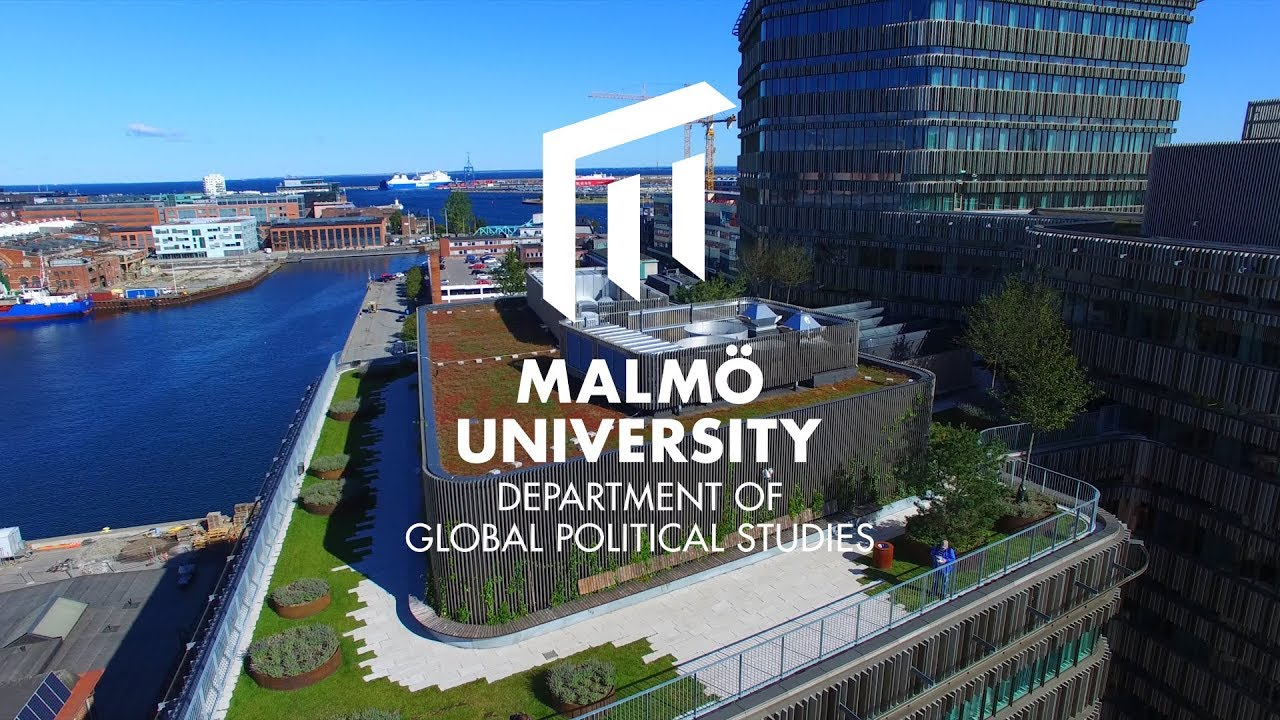 MALMÖ
UNIVERSITY
DEPARTMENT OF
GLOBAL POLITICAL STUDIES